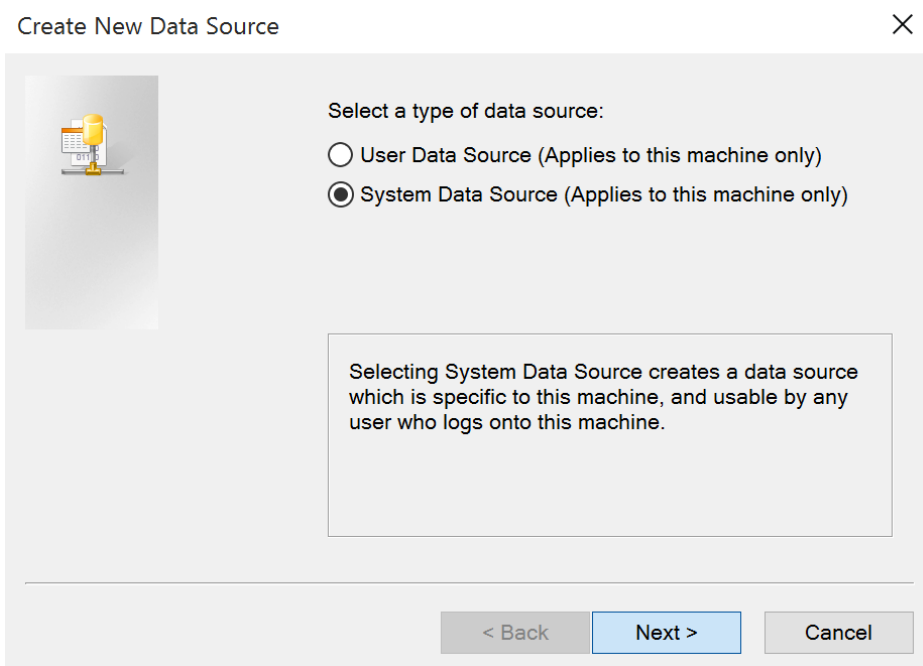 Create New Data Source
Select a type of data source:
User Data Source (Applies to this machine only)
System Data Source (Applies to this machine only)
Selecting System Data Source creates a data source
which is specific to this machine, and usable by any
user who logs onto this machine.
< Back
Next >
Cancel